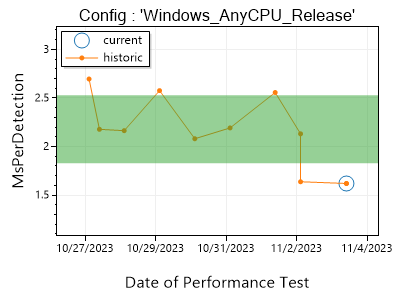 Config : 'Windows_AnyCPU_Release'
current
historic
3
2.5
2
1.5
MsPerDetection
10/27/2023 10/29/2023 10/31/2023 11/2/2023 11/4/2023
Date of Performance Test